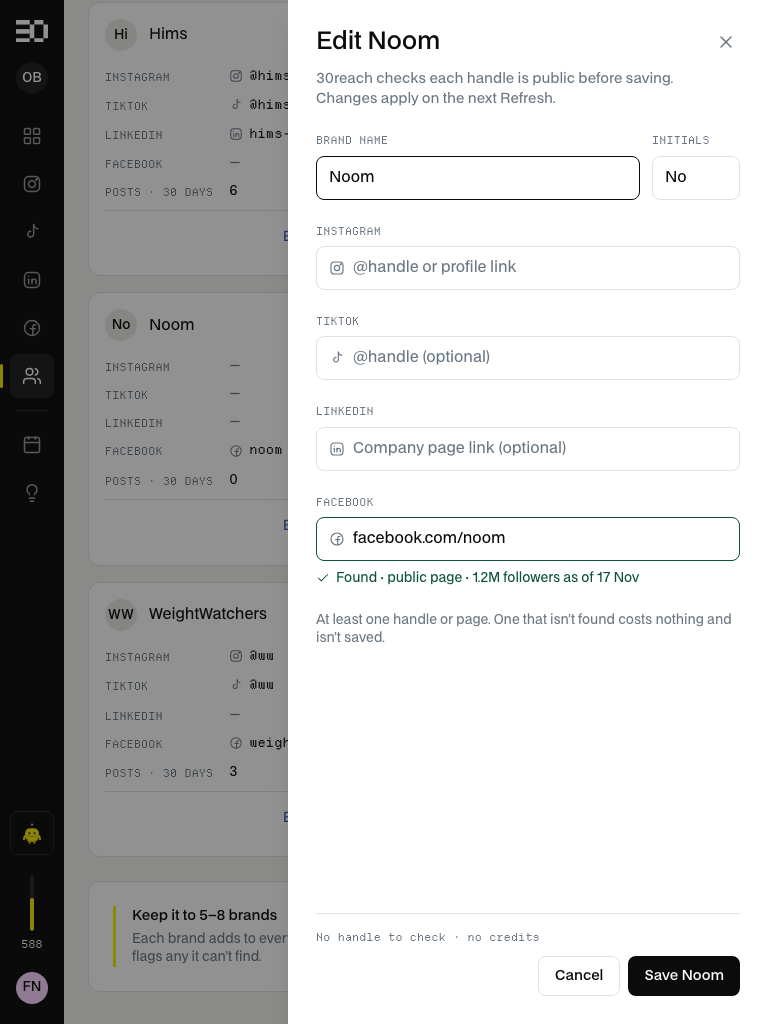 30
OB
588
FN
Hi
Hims
INSTAGRAM
@hims
TIKTOK
@hims
LINKEDIN
hims-
FACEBOOK
—
POSTS · 30 DAYS
6
No
Noom
INSTAGRAM
—
TIKTOK
—
LINKEDIN
—
FACEBOOK
noom
POSTS · 30 DAYS
0
WW
WeightWatchers
INSTAGRAM
@ww
TIKTOK
@ww
LINKEDIN
—
FACEBOOK
weigh
POSTS · 30 DAYS
3
Keep it to 5–8 brands
Each brand adds to ever
flags any it can't find.
Edit Noom
30reach checks each handle is public before saving.
Changes apply on the next Refresh.
BRAND NAME
INITIALS
Noom
No
INSTAGRAM
@handle or profile link
TIKTOK
@handle (optional)
LINKEDIN
Company page link (optional)
FACEBOOK
facebook.com/noom
Found · public page · 1.2M followers as of 17 Nov
At least one handle or page. One that isn't found costs nothing and
isn't saved.
No handle to check · no credits
Cancel
Save Noom